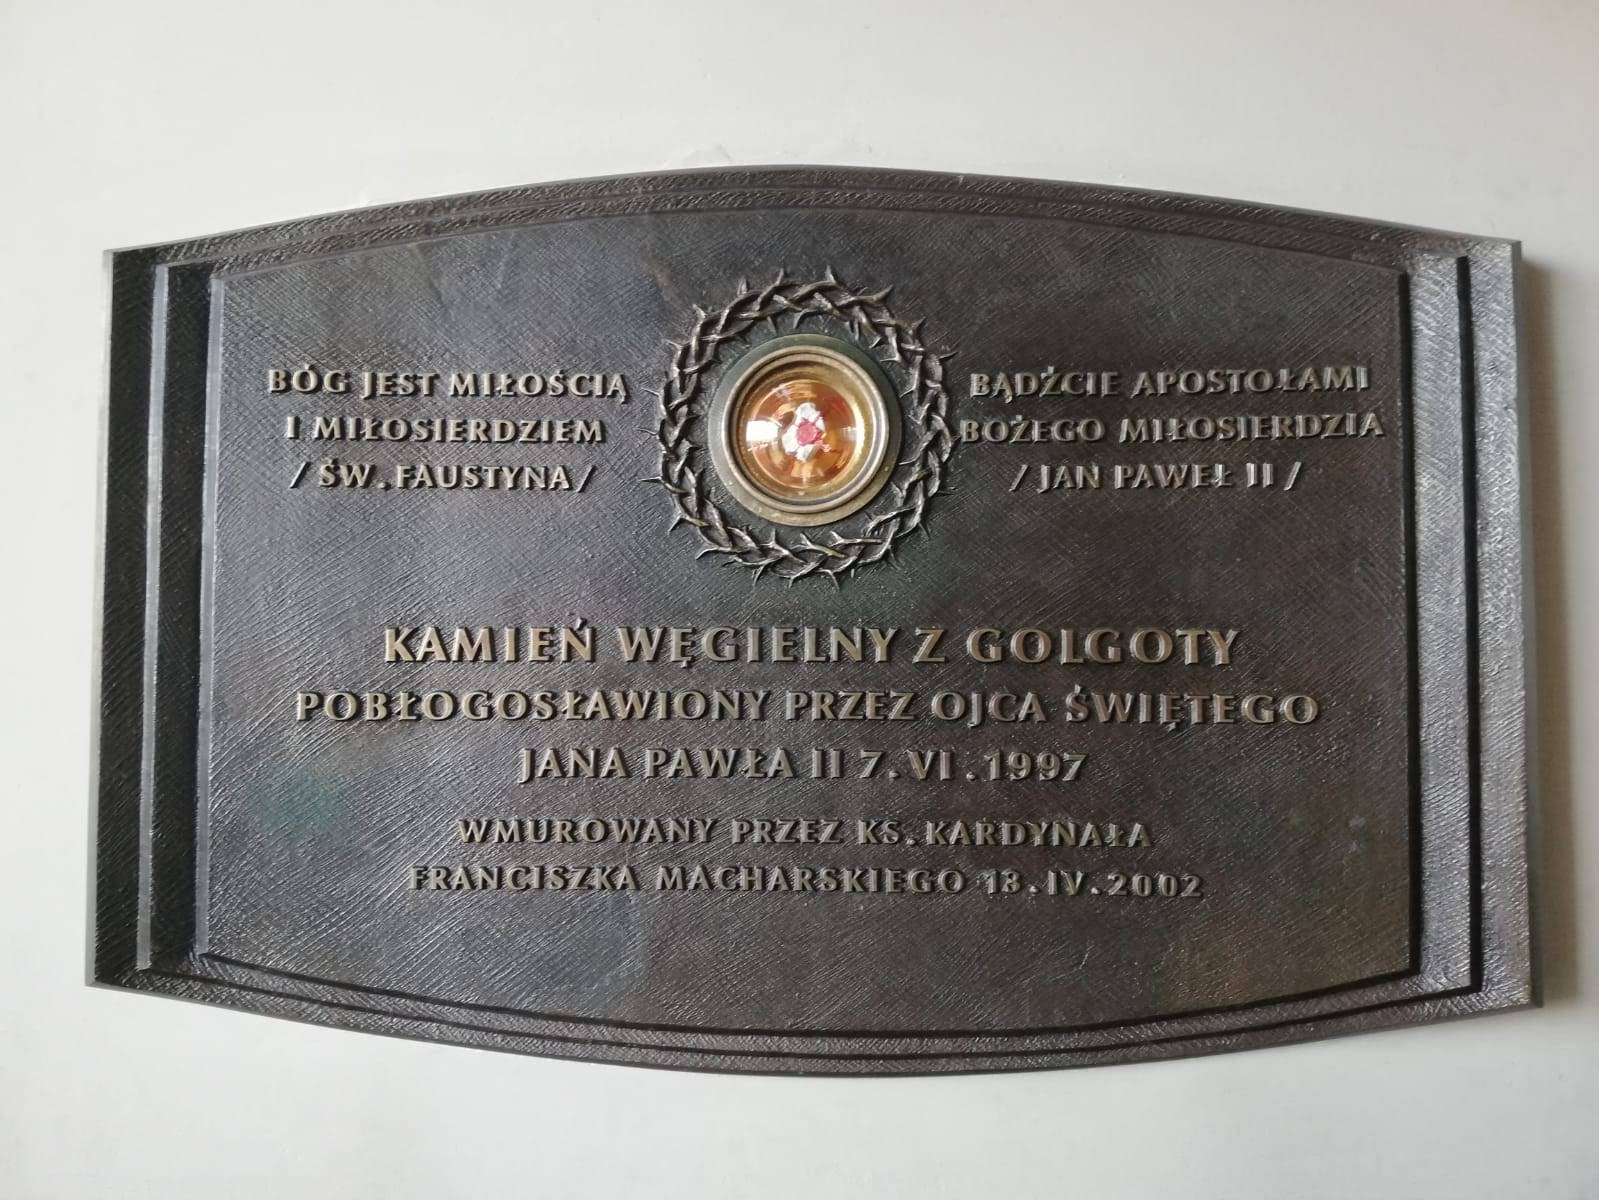 BÓG JEST MIŁOŚCIĄ
I MIŁOSIERDZIEM
/ŚW. FAUSTYNA/
BĄDŹCIE APOSTOŁAMI
BOŻEGO MIŁOSIERDZIA
/JAN PAWEŁ II/
KAMIEŃ WĘGIELNY Z GOLGOTY
POBŁOGOSŁAWIONY PRZEZ OJCA ŚWIĘTEGO
JANA PAWŁA II 7.VI.1997
WMUROWANY PRZEZ KS. KARDYNAŁA
FRANCISZKA MACHARSKIEGO 18.IV.2002